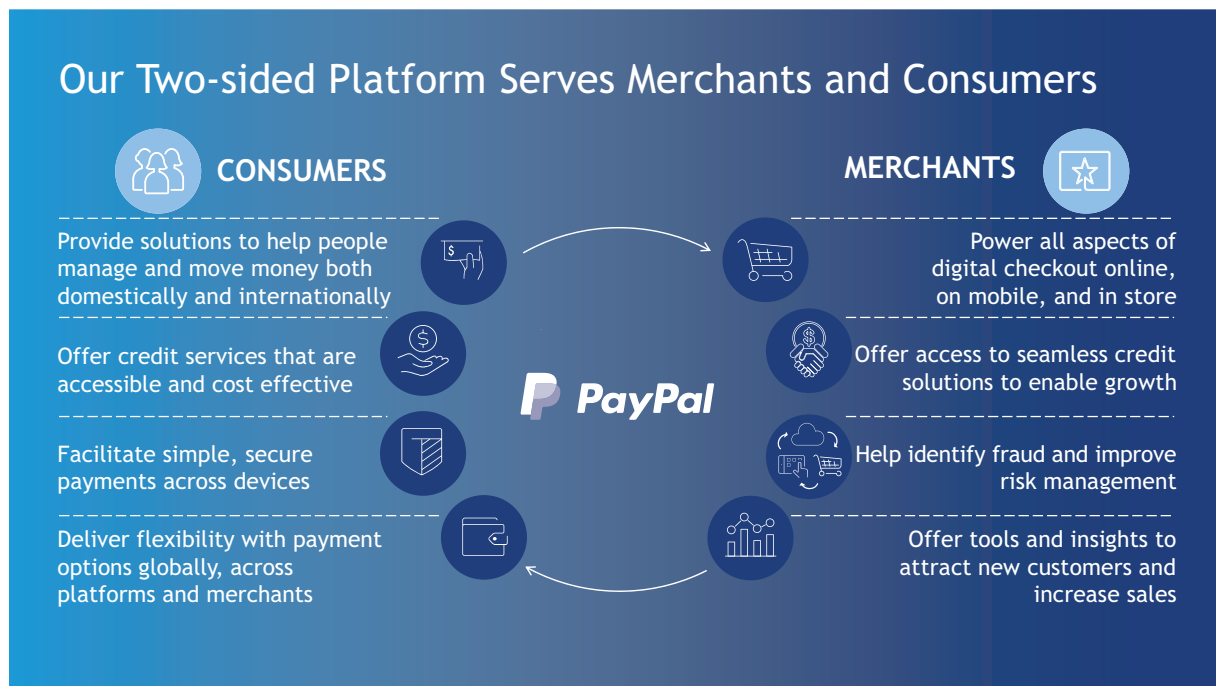 Our Two-sided Platform Serves Merchants and Consumers
CONSUMERS
Provide solutions to help people
manage and move money both
domestically and internationally
Offer credit services that are
accessible and cost effective
Facilitate simple, secure
payments across devices
Deliver flexibility with payment
options globally, across
platforms and merchants
$
$
PayPal
MERCHANTS
Power all aspects of
digital checkout online,
on mobile, and in store
Offer access to seamless credit
solutions to enable growth
Help identify fraud and improve
risk management
Offer tools and insights to
attract new customers and
increase sales
$